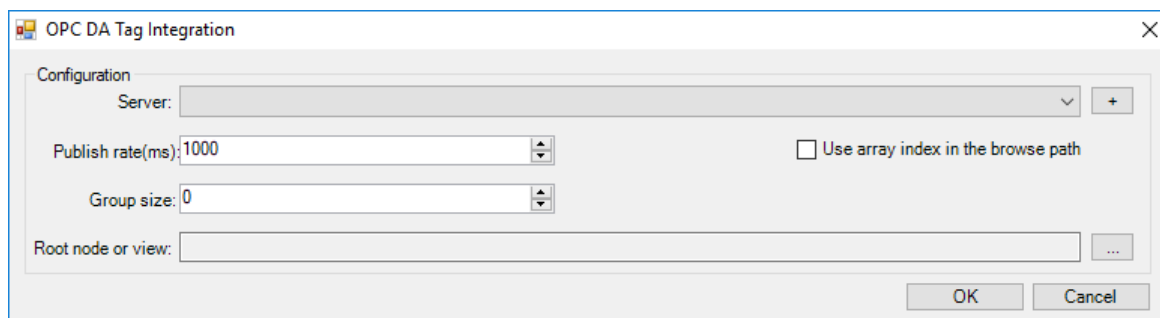 OPC DA Tag Integration
Configuration
Server: +
Publish rate(ms): 1000 Use array index in the browse path
Group size: 0
Root node or view: ...
OK Cancel